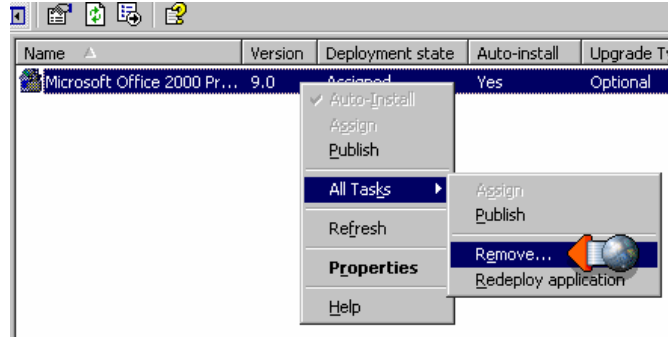 Name Version Deployment state Auto-install Upgrade T
Microsoft Office 2000 Pr... 9.0 Assigned Yes Optional
Auto-Install
Assign
Publish
All Tasks
Assign
Publish
Remove...
Redeploy application
Refresh
Properties
Help